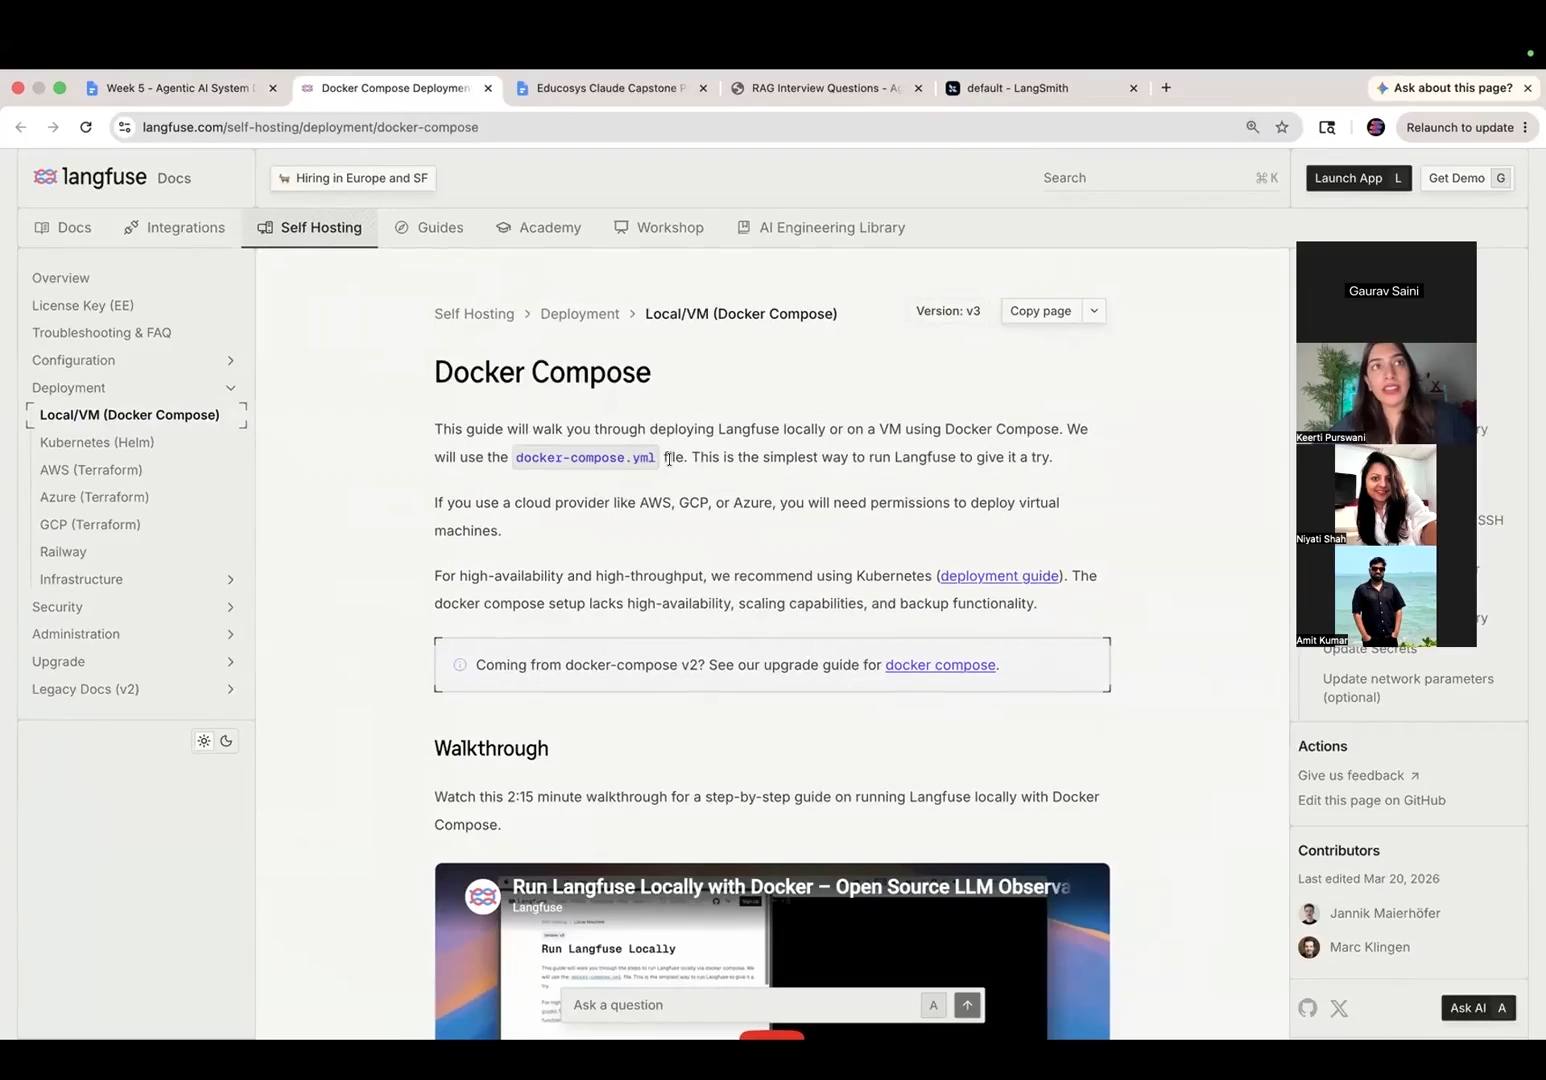 Week 5 - Agentic AI System
Docker Compose Deploymen
Educosys Claude Capstone P
RAG Interview Questions - Ag
default - LangSmith
Ask about this page?
langfuse.com/self-hosting/deployment/docker-compose
Relaunch to update
langfuse Docs
Hiring in Europe and SF
Search
⌘ K
Launch App L
Get Demo G
Docs
Integrations
Self Hosting
Guides
Academy
Workshop
AI Engineering Library
Overview
License Key (EE)
Troubleshooting & FAQ
Configuration
Deployment
Local/VM (Docker Compose)
Kubernetes (Helm)
AWS (Terraform)
Azure (Terraform)
GCP (Terraform)
Railway
Infrastructure
Security
Administration
Upgrade
Legacy Docs (v2)
Self Hosting > Deployment > Local/VM (Docker Compose)
Version: v3
Copy page
Docker Compose
This guide will walk you through deploying Langfuse locally or on a VM using Docker Compose. We
will use the docker-compose.yml file. This is the simplest way to run Langfuse to give it a try.
If you use a cloud provider like AWS, GCP, or Azure, you will need permissions to deploy virtual
machines.
For high-availability and high-throughput, we recommend using Kubernetes (deployment guide). The
docker compose setup lacks high-availability, scaling capabilities, and backup functionality.
Coming from docker-compose v2? See our upgrade guide for docker compose.
Walkthrough
Watch this 2:15 minute walkthrough for a step-by-step guide on running Langfuse locally with Docker
Compose.
Run Langfuse Locally with Docker – Open Source LLM Observa
Langfuse
Run Langfuse Locally
Ask a question
A
Gaurav Saini
Keerti Purswani
Niyati Shah
Amit Kumar
ry
SSH
ry
Update Secrets
Update network parameters
(optional)
Actions
Give us feedback ↗
Edit this page on GitHub
Contributors
Last edited Mar 20, 2026
Jannik Maierhöfer
Marc Klingen
Ask AI A